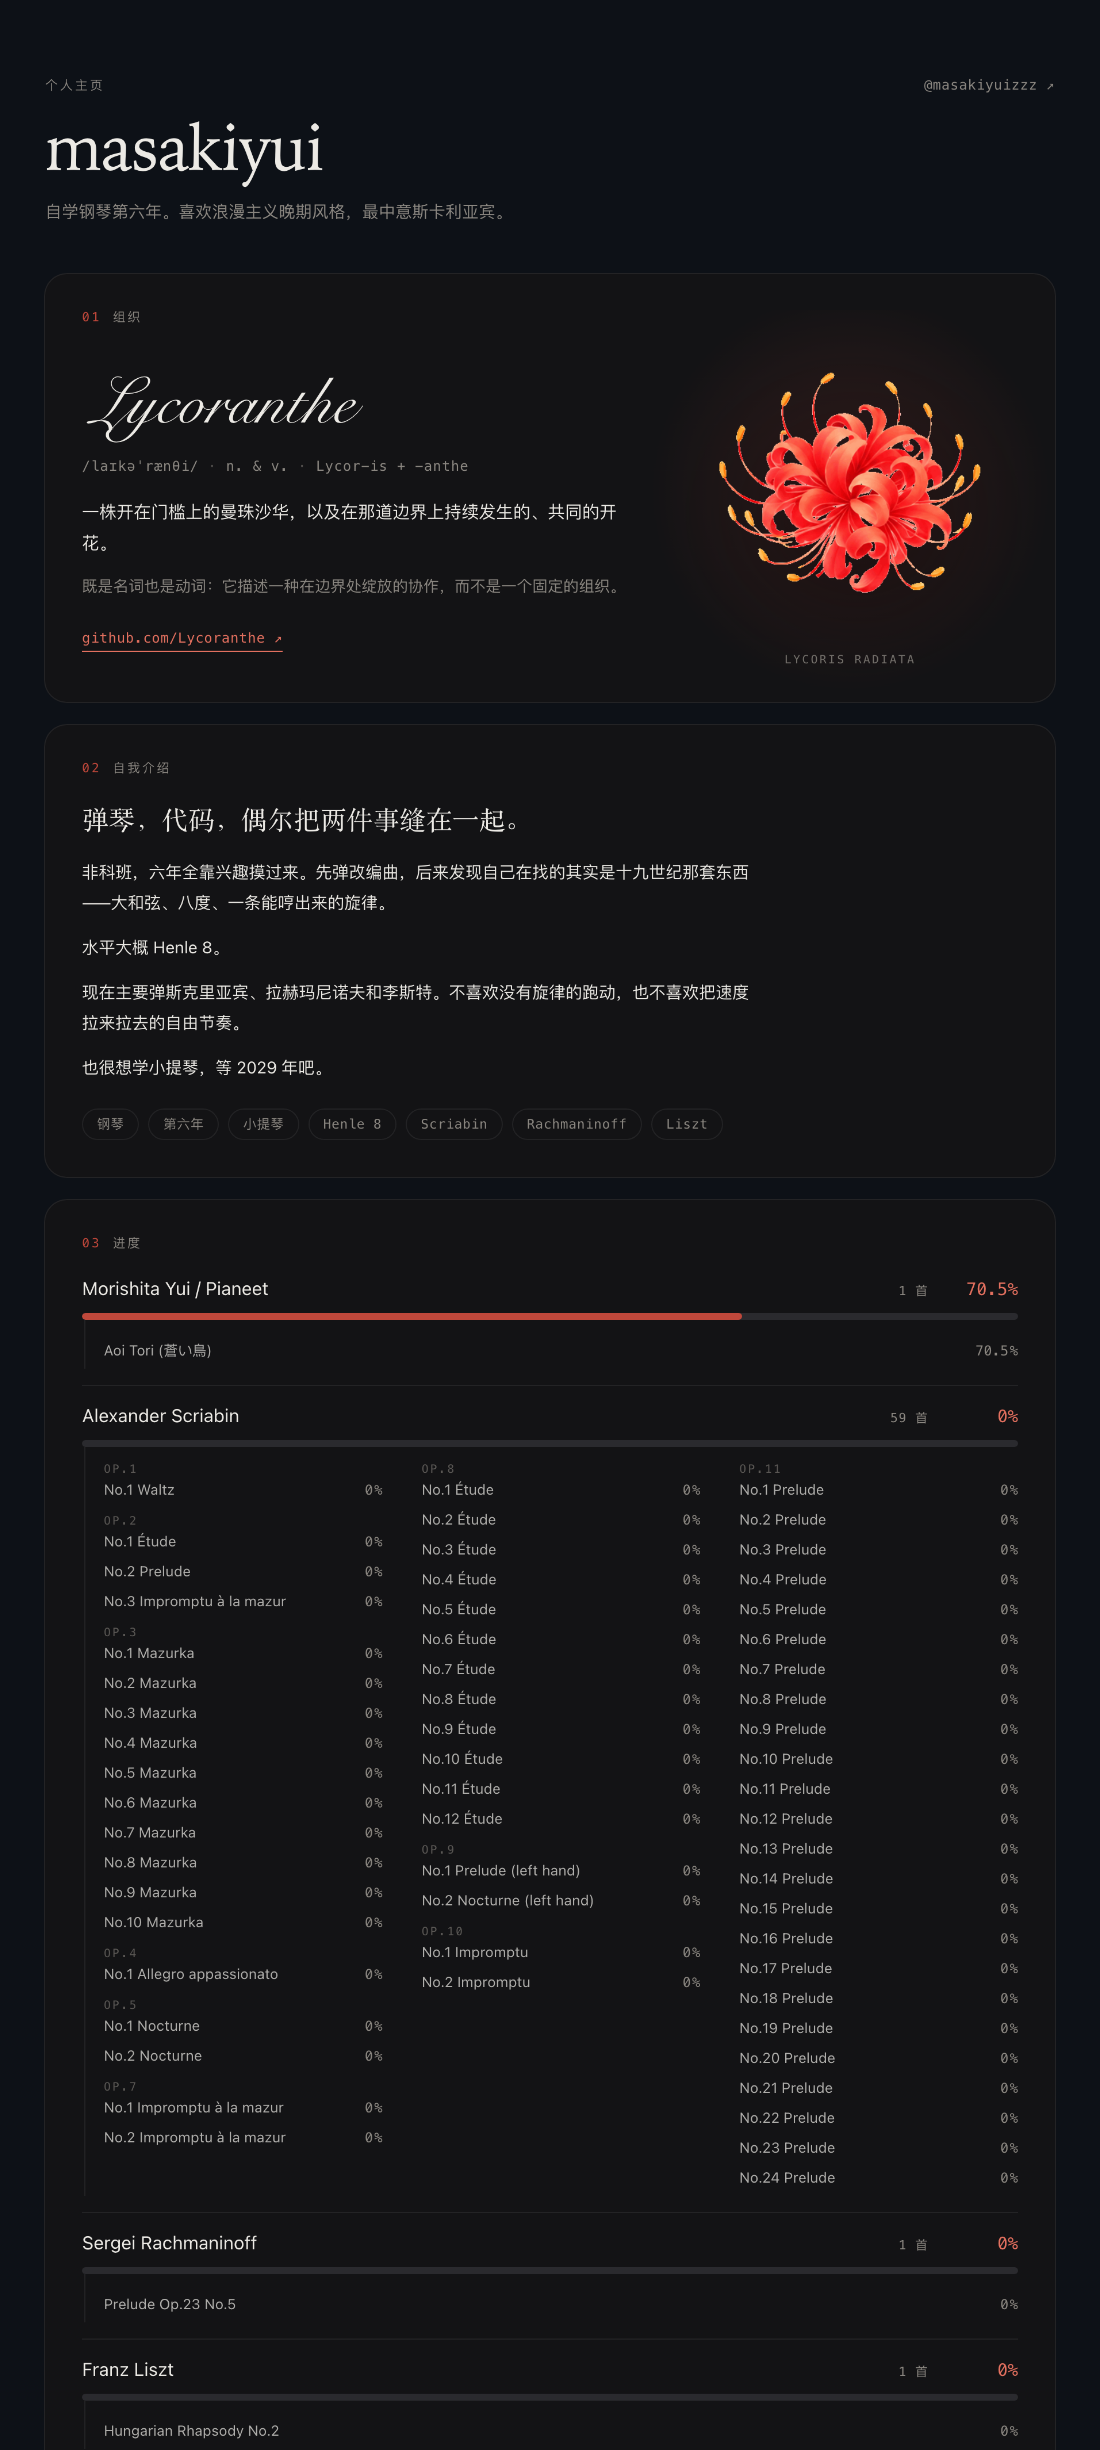 个人主页
@masakiyuizzz ↗
masakiyui
自学钢琴第六年。喜欢浪漫主义晚期风格，最中意斯卡利亚宾。
01 组织
Lycoranthe
/laɪkəˈrænθi/ · n. & v. · Lycor-is + -anthe
一株开在门槛上的曼珠沙华，以及在那道边界上持续发生的、共同的开
花。
既是名词也是动词：它描述一种在边界处绽放的协作，而不是一个固定的组织。
github.com/Lycoranthe ↗
LYCORIS RADIATA
02 自我介绍
弹琴，代码，偶尔把两件事缝在一起。
非科班，六年全靠兴趣摸过来。先弹改编曲，后来发现自己在找的其实是十九世纪那套东西
——大和弦、八度、一条能哼出来的旋律。
水平大概 Henle 8。
现在主要弹斯克里亚宾、拉赫玛尼诺夫和李斯特。不喜欢没有旋律的跑动，也不喜欢把速度
拉来拉去的自由节奏。
也很想学小提琴，等 2029 年吧。
钢琴 第六年 小提琴 Henle 8 Scriabin Rachmaninoff Liszt
03 进度
Morishita Yui / Pianeet 1 首 70.5%
Aoi Tori (蒼い鳥) 70.5%
Alexander Scriabin 59 首 0%
OP.1
No.1 Waltz 0%
OP.2
No.1 Étude 0%
No.2 Prelude 0%
No.3 Impromptu à la mazur 0%
OP.3
No.1 Mazurka 0%
No.2 Mazurka 0%
No.3 Mazurka 0%
No.4 Mazurka 0%
No.5 Mazurka 0%
No.6 Mazurka 0%
No.7 Mazurka 0%
No.8 Mazurka 0%
No.9 Mazurka 0%
No.10 Mazurka 0%
OP.4
No.1 Allegro appassionato 0%
OP.5
No.1 Nocturne 0%
No.2 Nocturne 0%
OP.7
No.1 Impromptu à la mazur 0%
No.2 Impromptu à la mazur 0%
OP.8
No.1 Étude 0%
No.2 Étude 0%
No.3 Étude 0%
No.4 Étude 0%
No.5 Étude 0%
No.6 Étude 0%
No.7 Étude 0%
No.8 Étude 0%
No.9 Étude 0%
No.10 Étude 0%
No.11 Étude 0%
No.12 Étude 0%
OP.9
No.1 Prelude (left hand) 0%
No.2 Nocturne (left hand) 0%
OP.10
No.1 Impromptu 0%
No.2 Impromptu 0%
OP.11
No.1 Prelude 0%
No.2 Prelude 0%
No.3 Prelude 0%
No.4 Prelude 0%
No.5 Prelude 0%
No.6 Prelude 0%
No.7 Prelude 0%
No.8 Prelude 0%
No.9 Prelude 0%
No.10 Prelude 0%
No.11 Prelude 0%
No.12 Prelude 0%
No.13 Prelude 0%
No.14 Prelude 0%
No.15 Prelude 0%
No.16 Prelude 0%
No.17 Prelude 0%
No.18 Prelude 0%
No.19 Prelude 0%
No.20 Prelude 0%
No.21 Prelude 0%
No.22 Prelude 0%
No.23 Prelude 0%
No.24 Prelude 0%
Sergei Rachmaninoff 1 首 0%
Prelude Op.23 No.5 0%
Franz Liszt 1 首 0%
Hungarian Rhapsody No.2 0%